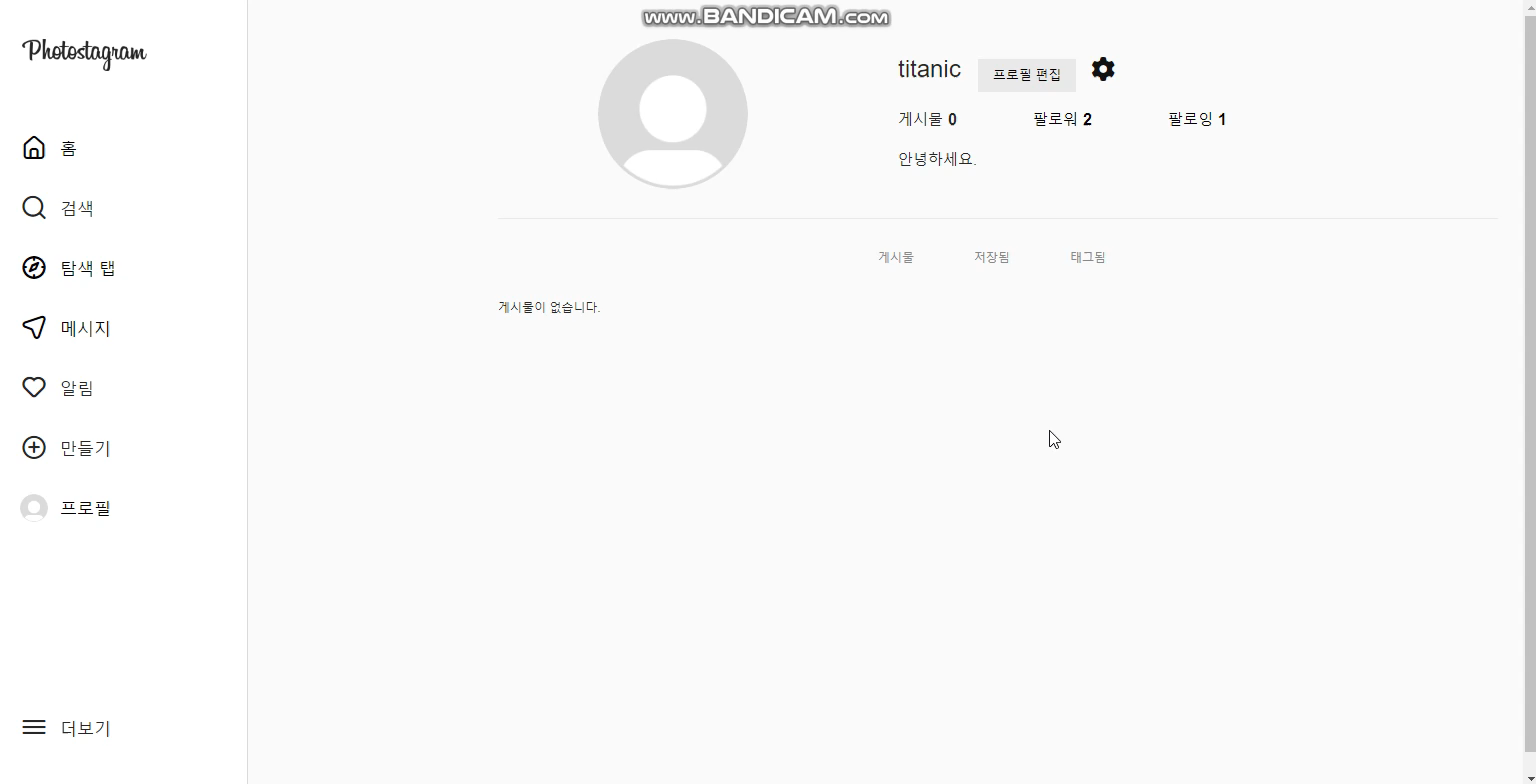 www.BANDICAM.com
Photostagram
홈
검색
탐색 탭
메시지
알림
만들기
프로필
더보기
titanic 프로필 편집
게시물 0 팔로워 2 팔로잉 1
안녕하세요.
게시물 저장됨 태그됨
게시물이 없습니다.